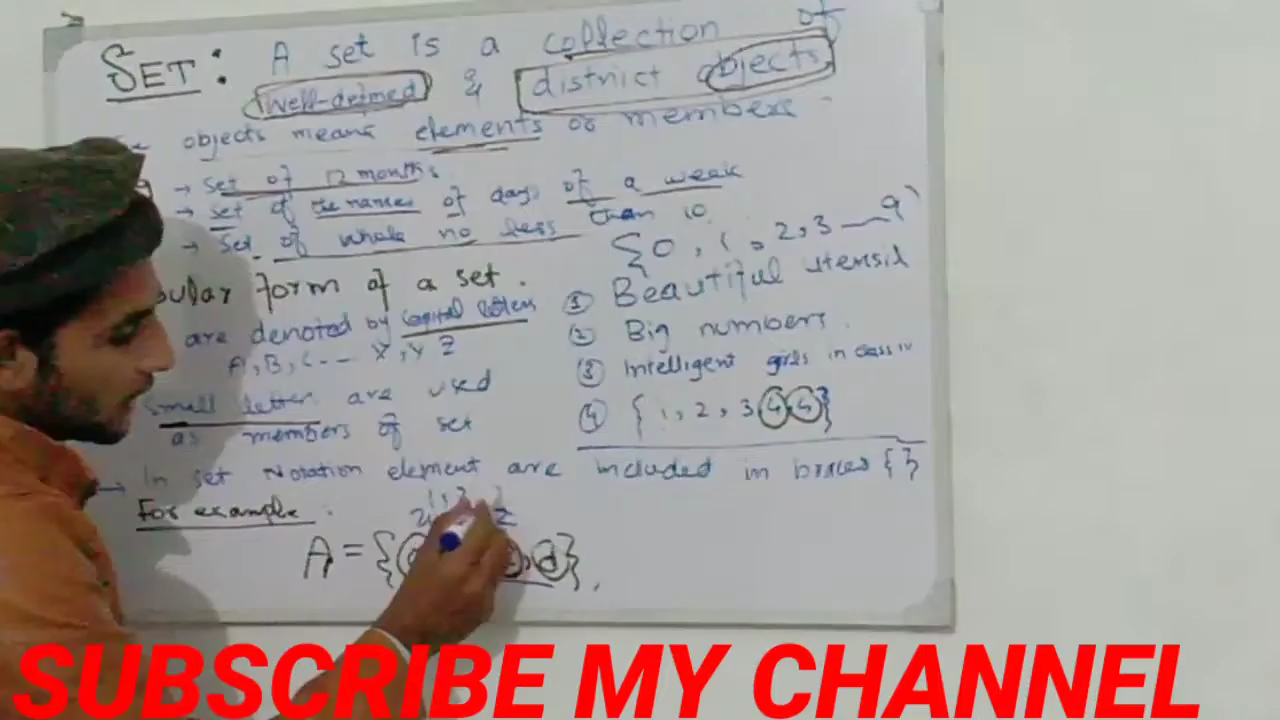 SET: A set is a collection of
well-defined & district objects.
objects means elements or members.
→ set of 12 months.
→ set of the names of days of a weak
→ set of whole no less than 10.
{0, 1, 2, 3 — 9}
form of a set.
are denoted by capital letters
A, B, C --- X, Y Z
small letter are used
as members of set
① Beautiful utensil
② Big numbers.
③ Intelligent girls in class IV
④ { 1, 2, 3 4, 4 }
→ In set Notation element are included in braces { }
For example:
A = { d }
SUBSCRIBE MY CHANNEL